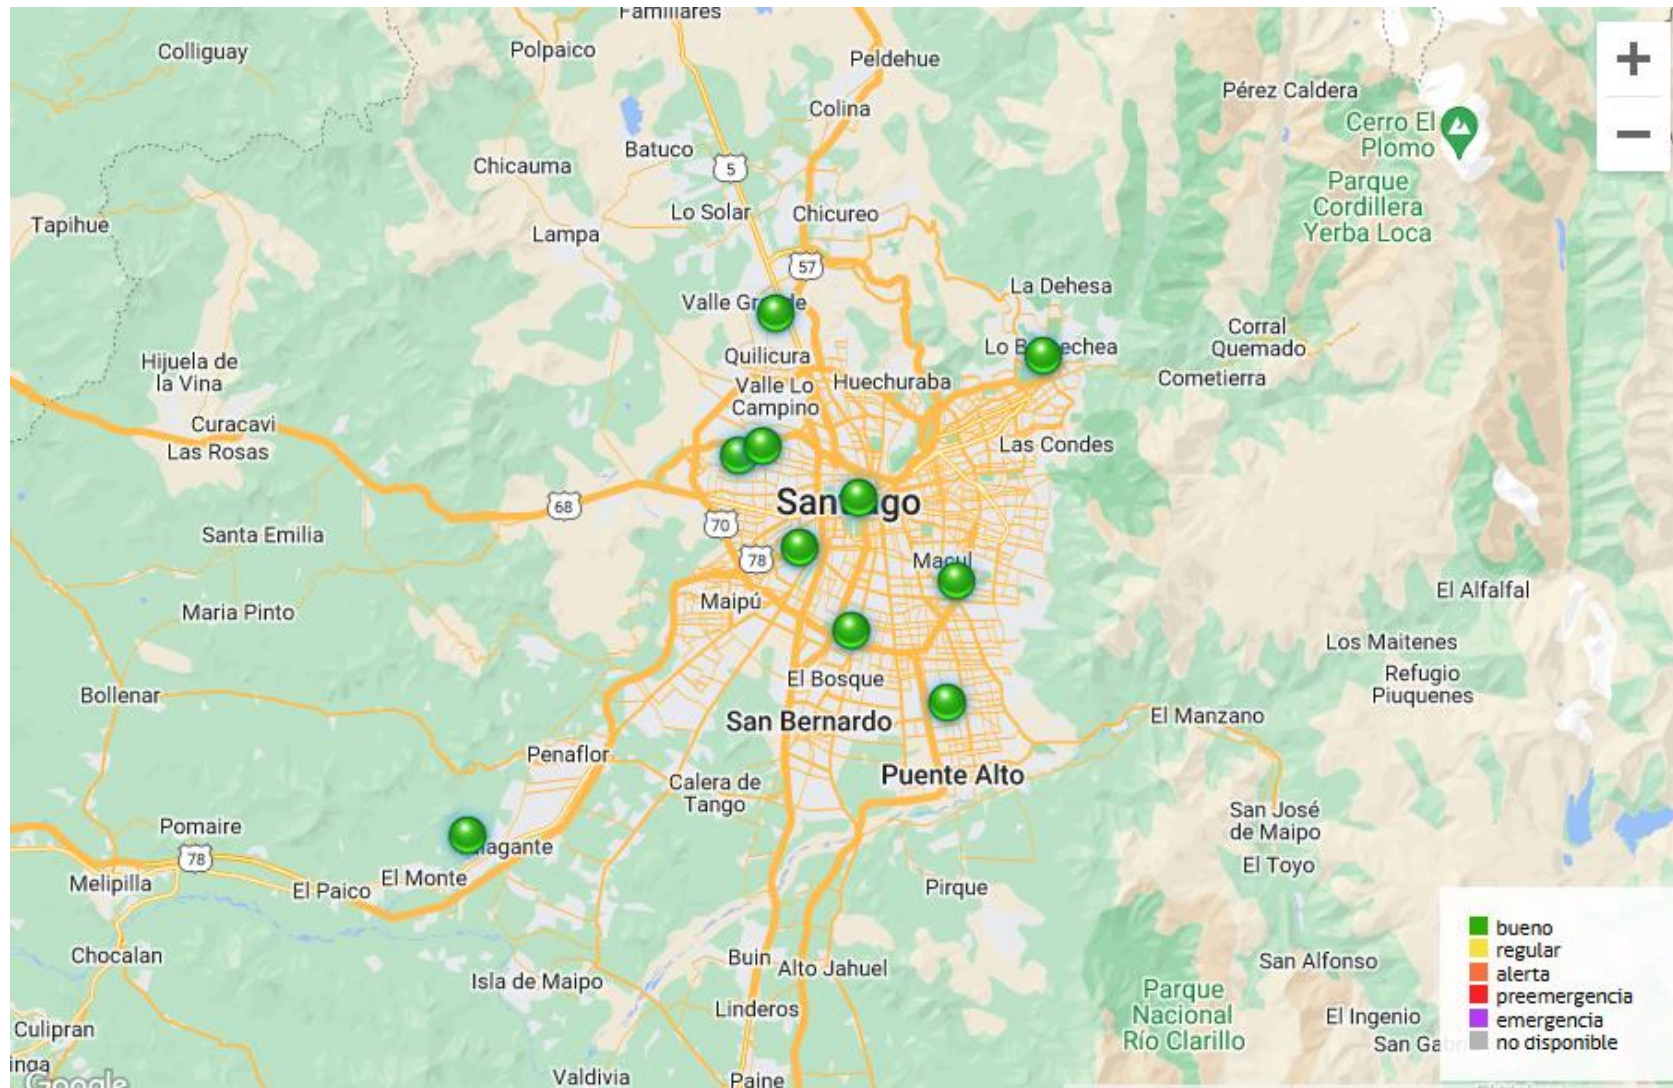 Familiares
Colliguay
Polpaico
Peldehue
Pérez Caldera
Colina
Cerro El
Plomo
Batuco
Chicauma
5
Parque
Cordillera
Yerba Loca
Lo Solar
Chicureo
Tapihue
Lampa
57
La Dehesa
Valle
Corral
Quemado
Lo
Quilicura
Hijuela de
la Vina
Valle Lo
Campino
Huechuraba
Cometierra
Curacavi
Las Rosas
Las Condes
68
70
Santa Emilia
78
El Alfalfal
Maipú
Maria Pinto
Los Maitenes
Refugio
Piuquenes
El Bosque
Bollenar
San Bernardo
El Manzano
Penaflor
Puente Alto
Calera de
Tango
San José
de Maipo
Pomaire
78
El Toyo
Melipilla
El Monte
El Paico
Pirque
Chocalan
Buin
Alto Jahuel
San Alfonso
Isla de Maipo
Parque
Nacional
Río Clarillo
Linderos
El Ingenio
Culipran
San
Valdivia
Paine
Google
bueno
regular
alerta
preemergencia
emergencia
no disponible